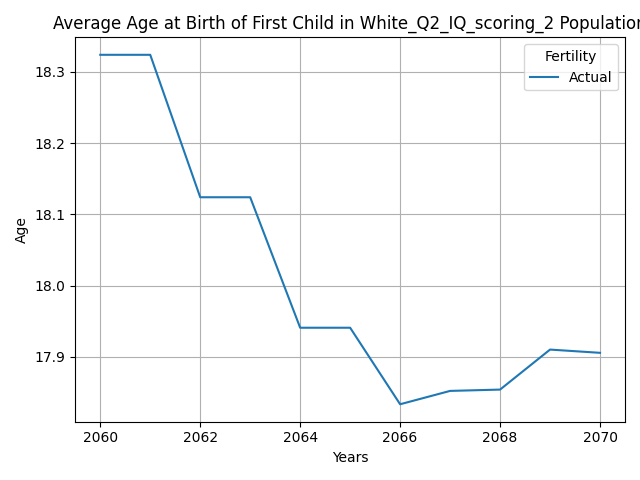 Average Age at Birth of First Child in White_Q2_IQ_scoring_2 Population
Fertility
Actual
18.3
18.2
18.1
18.0
17.9
Age
2060 2062 2064 2066 2068 2070
Years